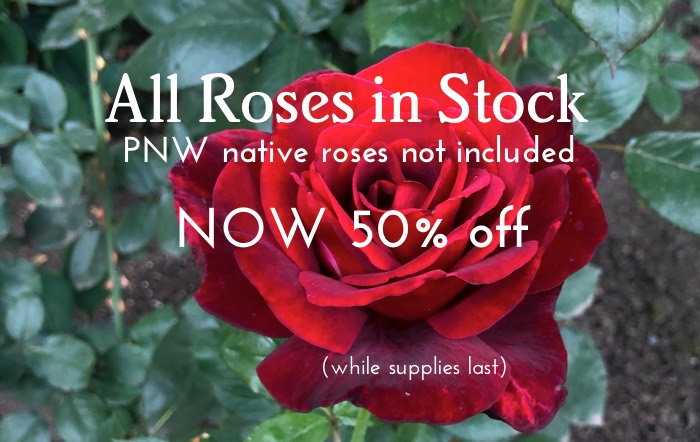 All Roses in Stock
PNW native roses not included
NOW 50% off
(while supplies last)